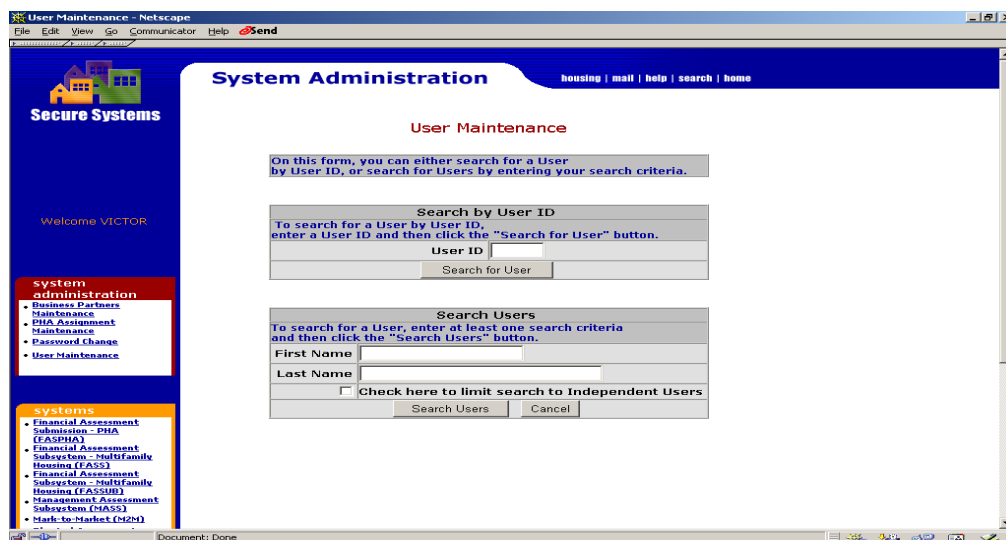 User Maintenance - Netscape
File Edit View Go Communicator Help Send
Secure Systems
System Administration
housing | mail | help | search | home
Welcome VICTOR
system
administration
Business Partners
Maintenance
PHA Assignment
Maintenance
Password Change
User Maintenance
systems
Financial Assessment
Submission - PHA
(FASPHA)
Financial Assessment
Subsystem - Multifamily
Housing (FASS)
Financial Assessment
Subsystem - Multifamily
Housing (FASSUB)
Management Assessment
Subsystem (MASS)
Mark-to-Market (M2M)
User Maintenance
On this form, you can either search for a User
by User ID, or search for Users by entering your search criteria.
Search by User ID
To search for a User by User ID,
enter a User ID and then click the "Search for User" button.
User ID
Search for User
Search Users
To search for a User, enter at least one search criteria
and then click the "Search Users" button.
First Name
Last Name
Check here to limit search to Independent Users
Search Users Cancel
Document: Done